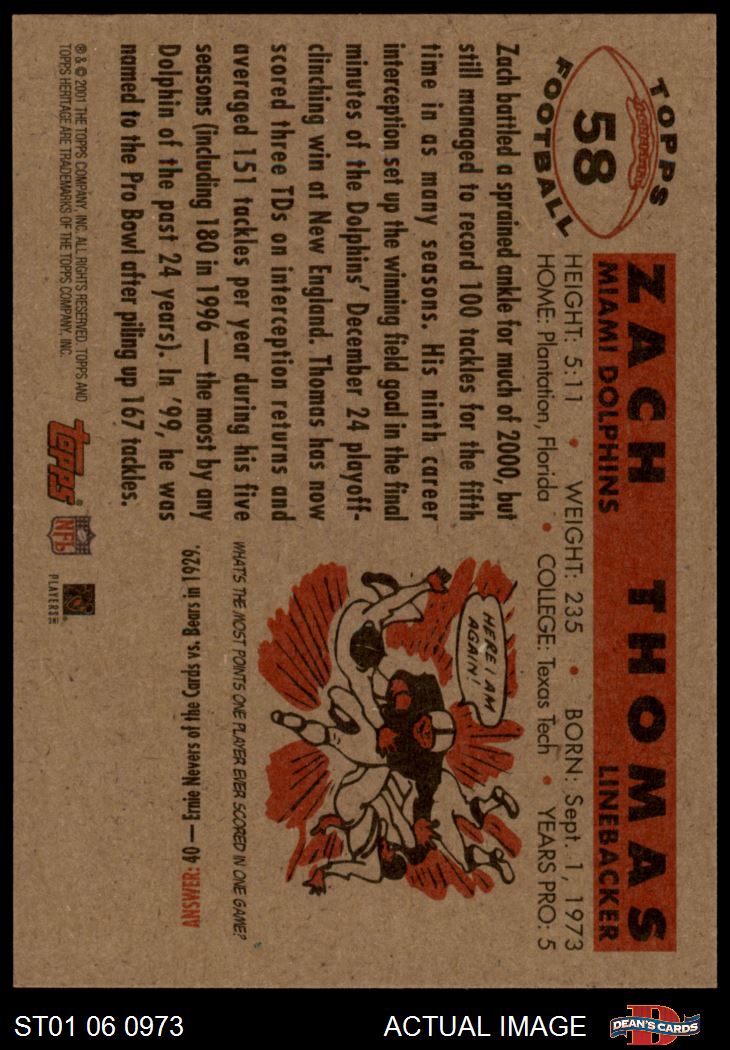 TOPPS
58
FOOTBALL
ZACH THOMAS
MIAMI DOLPHINS LINEBACKER
HEIGHT: 5:11 • WEIGHT: 235 • BORN: Sept. 1, 1973
HOME: Plantation, Florida • COLLEGE: Texas Tech • YEARS PRO: 5
Zach battled a sprained ankle for much of 2000, but
still managed to record 100 tackles for the fifth
time in as many seasons. His ninth career
interception set up the winning field goal in the final
minutes of the Dolphins' December 24 playoff-
clinching win at New England. Thomas has now
scored three TDs on interception returns and
averaged 151 tackles per year during his five
seasons (including 180 in 1996 — the most by any
Dolphin of the past 24 years). In '99, he was
named to the Pro Bowl after piling up 167 tackles.
HERE I AM
AGAIN!
WHAT'S THE MOST POINTS ONE PLAYER EVER SCORED IN ONE GAME?
ANSWER: 40 — Ernie Nevers of the Cards vs. Bears in 1929.
® & © 2001 THE TOPPS COMPANY, INC. ALL RIGHTS RESERVED. TOPPS AND
TOPPS HERITAGE ARE TRADEMARKS OF THE TOPPS COMPANY, INC.
topps®
NFL
PLAYERS INC
ST01 06 0973
ACTUAL IMAGE
DEAN'S CARDS